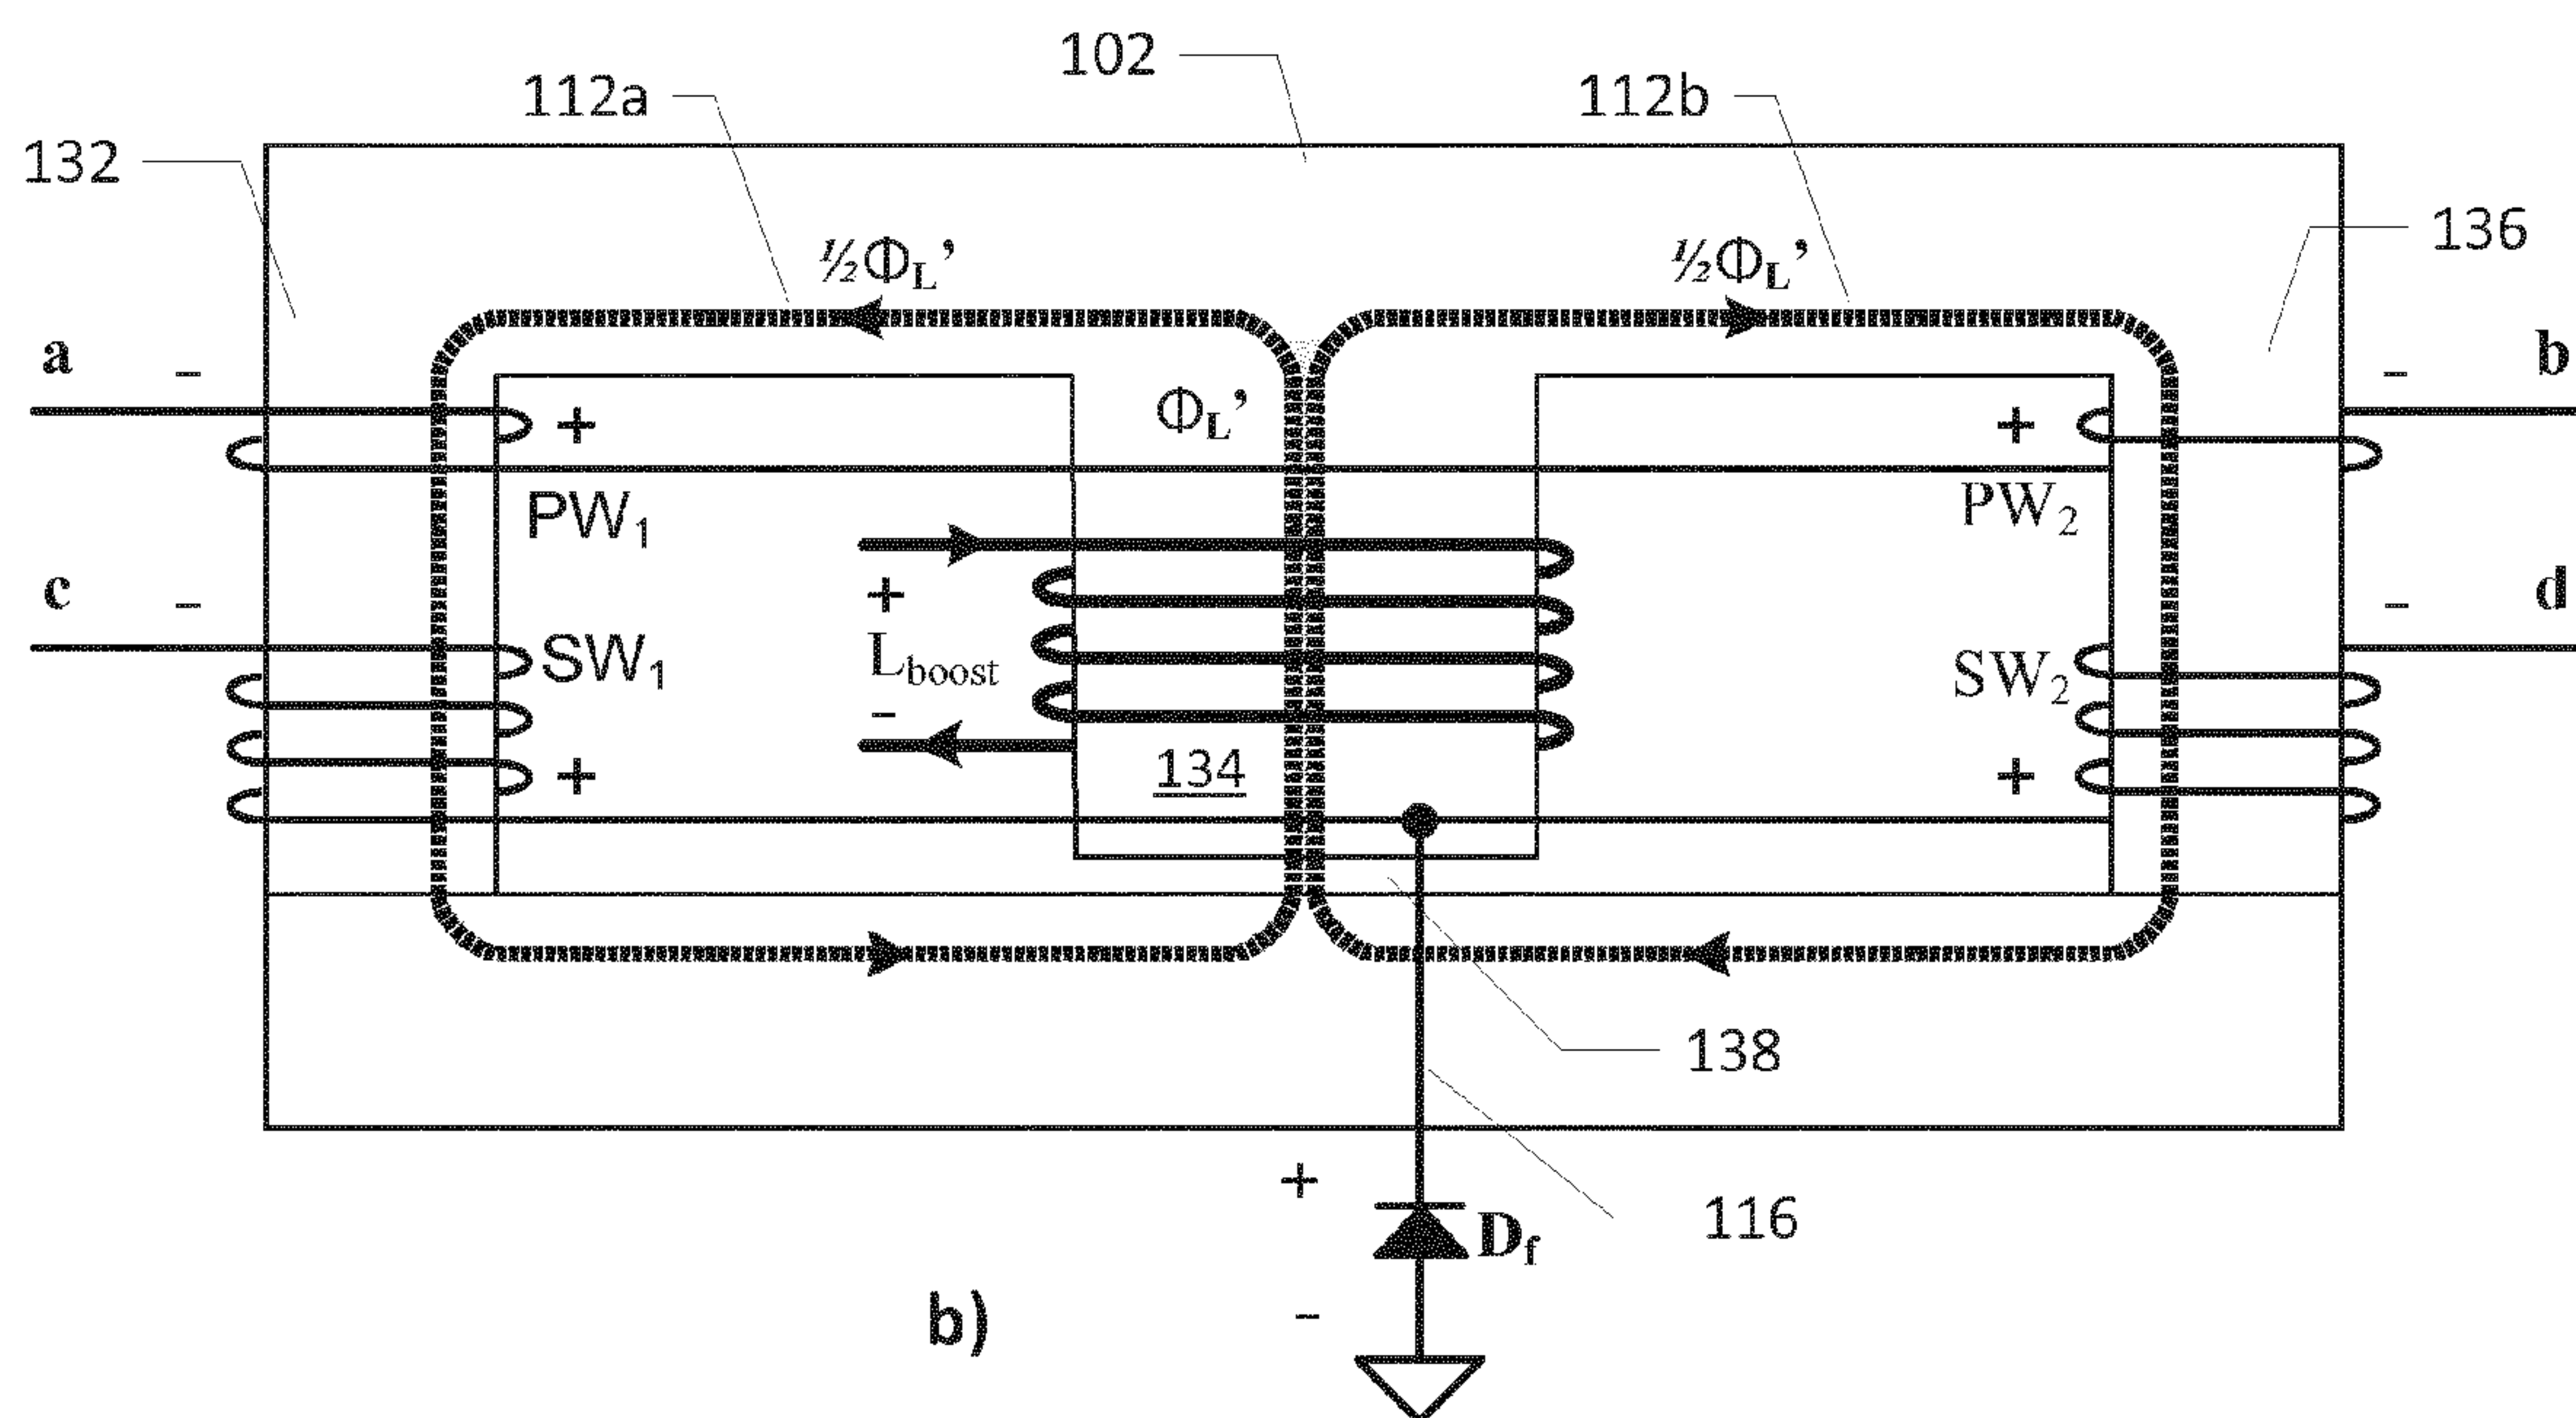 102
112a
112b
132
136
½ΦL’
½ΦL’
a
-
-
b
+
ΦL’
+
PW1
PW2
c
-
+
-
d
SW1
Lboost
SW2
-
+
134
+
138
+
116
Df
-
b)